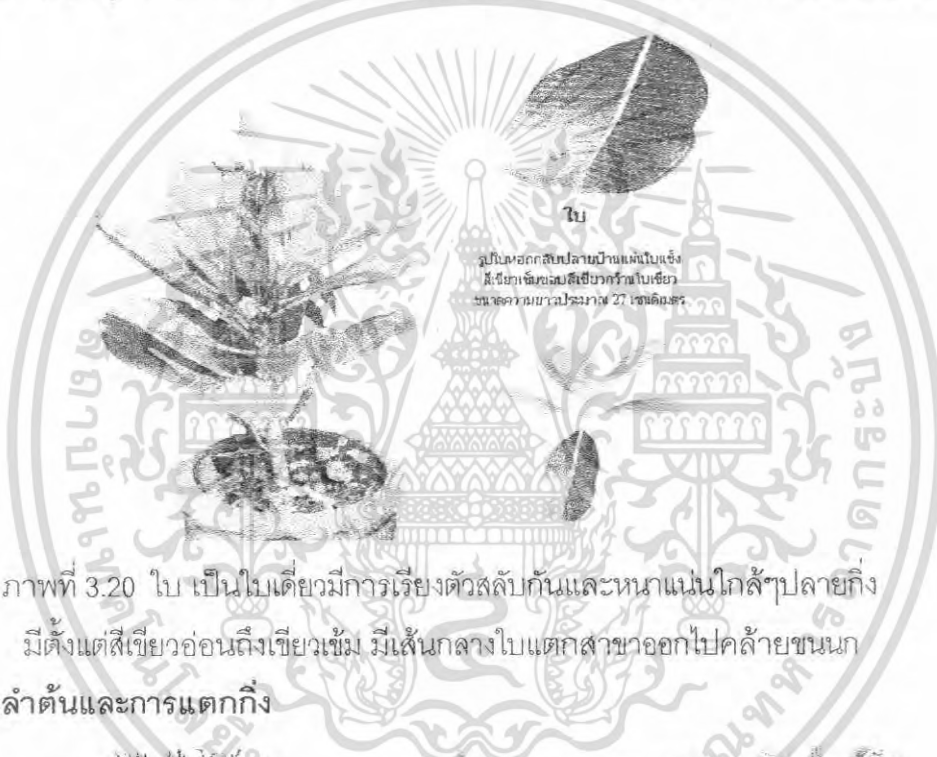 ใบ
รูปใบหอกกลับปลายป้านแผ่นใบแข็ง
สีเขียวเข้มขอบสีเขียวก้านใบเขียว
ขนาดความยาวประมาณ 27 เซนติเมตร
ภาพที่ 3.20 ใบ เป็นใบเดี่ยวมีการเรียงตัวสลับกันและหนาแน่นใกล้ๆปลายกิ่ง
มีตั้งแต่สีเขียวอ่อนถึงเขียวเข้ม มีเส้นกลางใบแตกสาขาออกไปคล้ายขนนก
ลำต้นและการแตกกิ่ง